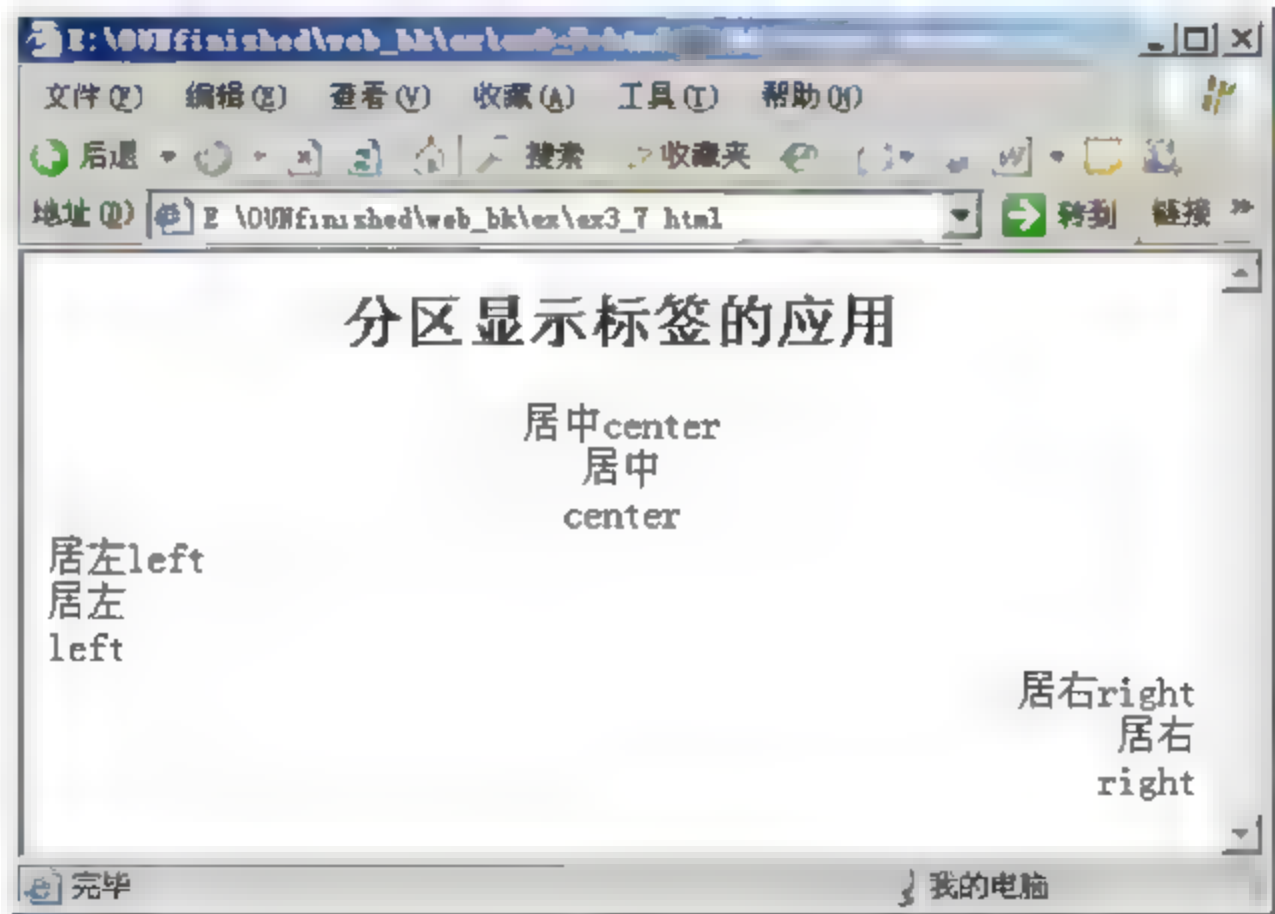 文件(F) 编辑(E) 查看(V) 收藏(A) 工具(T) 帮助(H)
后退 搜索 收藏夹
地址(D) E \OUNfinished\web_bk\ex\ex3_7 html 转到 链接 »
分区显示标签的应用
居中center
居中
center
居左left
居左
left
居右right
居右
right
完毕 我的电脑